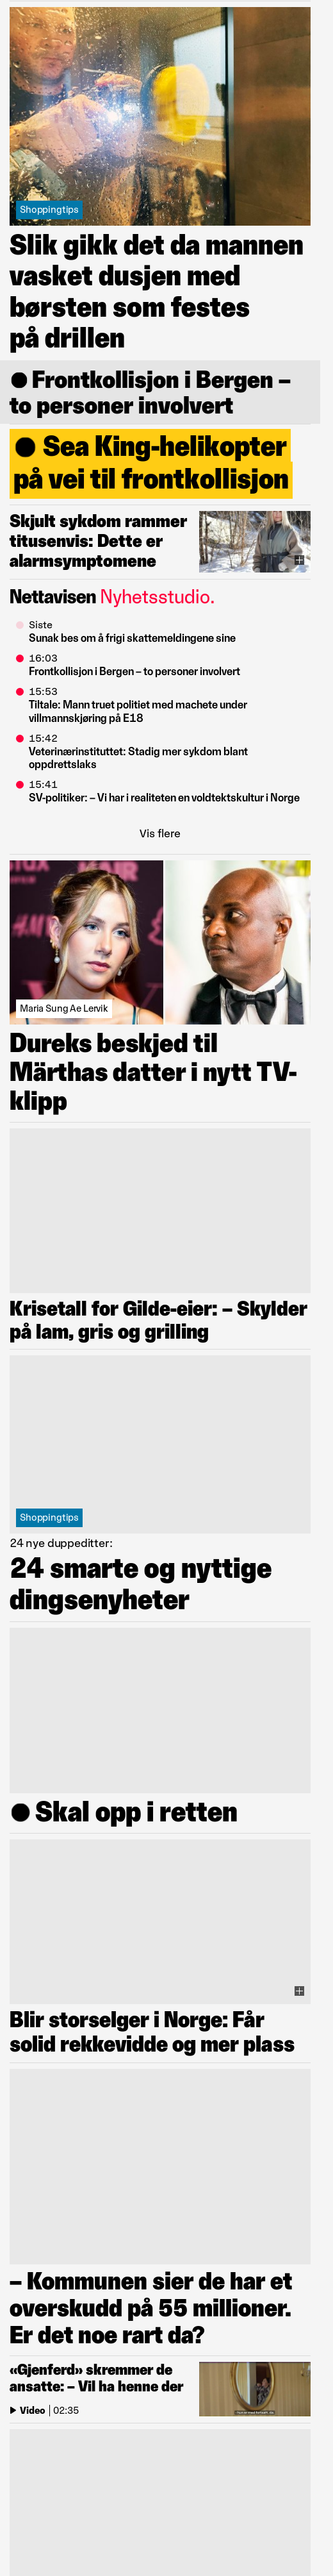 Shoppingtips
Slik gikk det da mannen
vasket dusjen med
børsten som festes
på drillen
Frontkollisjon i Bergen –
to personer involvert
Sea King-helikopter
på vei til frontkollisjon
Skjult sykdom rammer
titusenvis: Dette er
alarmsymptomene
Nettavisen Nyhetsstudio.
Siste
Sunak bes om å frigi skattemeldingene sine
16:03
Frontkollisjon i Bergen – to personer involvert
15:53
Tiltale: Mann truet politiet med machete under
villmannskjøring på E18
15:42
Veterinærinstituttet: Stadig mer sykdom blant
oppdrettslaks
15:41
SV-politiker: – Vi har i realiteten en voldtektskultur i Norge
Vis flere
Maria Sung Ae Lervik
Dureks beskjed til
Märthas datter i nytt TV-
klipp
Krisetall for Gilde-eier: – Skylder
på lam, gris og grilling
Shoppingtips
24 nye duppeditter:
24 smarte og nyttige
dingsenyheter
Skal opp i retten
Blir storselger i Norge: Får
solid rekkevidde og mer plass
– Kommunen sier de har et
overskudd på 55 millioner.
Er det noe rart da?
«Gjenferd» skremmer de
ansatte: – Vil ha henne der
Video | 02:35